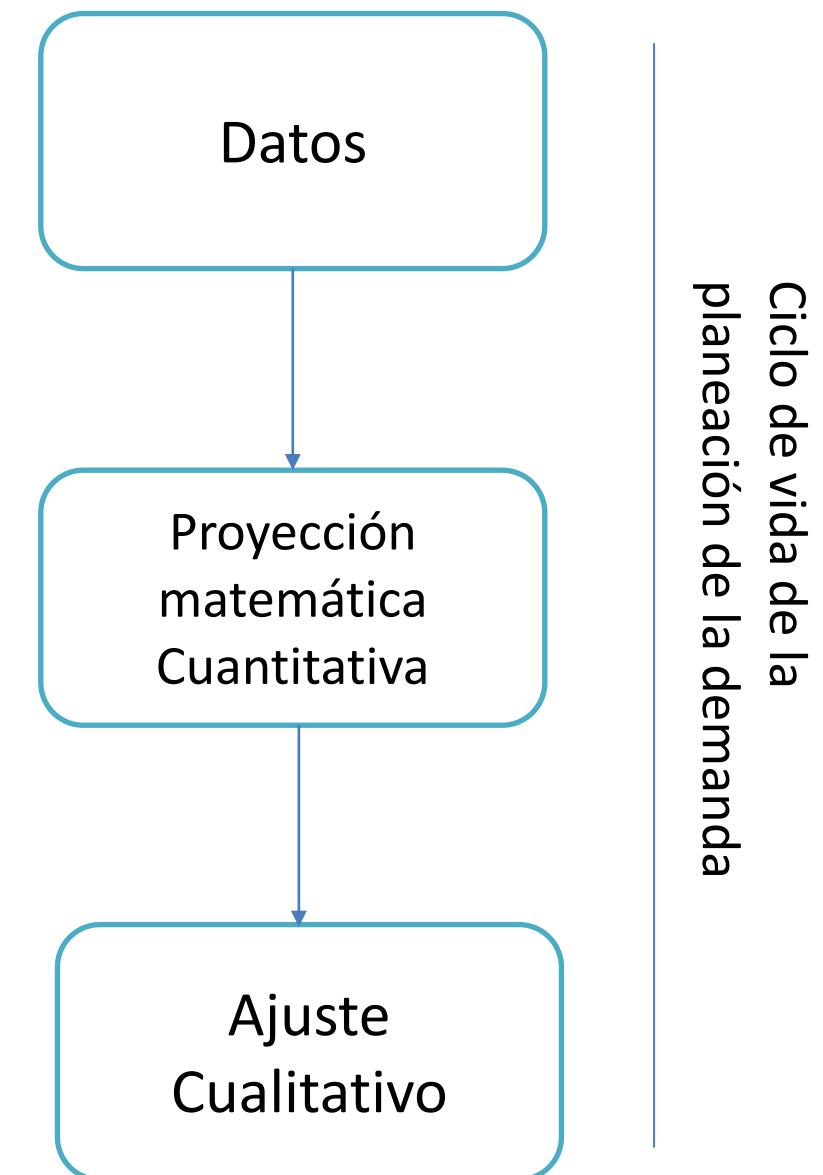 Datos
Proyección
matemática
Cuantitativa
Ajuste
Cualitativo
Ciclo de vida de la
planeación de la demanda